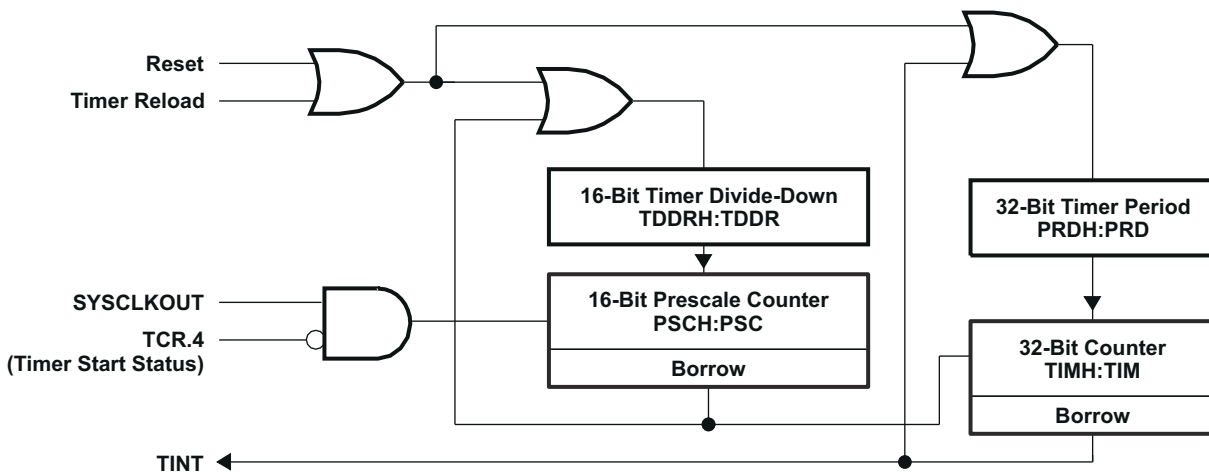 Reset
Timer Reload
16-Bit Timer Divide-Down
TDDRH:TDDR
32-Bit Timer Period
PRDH:PRD
SYSCLKOUT
TCR.4
(Timer Start Status)
16-Bit Prescale Counter
PSCH:PSC
Borrow
32-Bit Counter
TIMH:TIM
Borrow
TINT